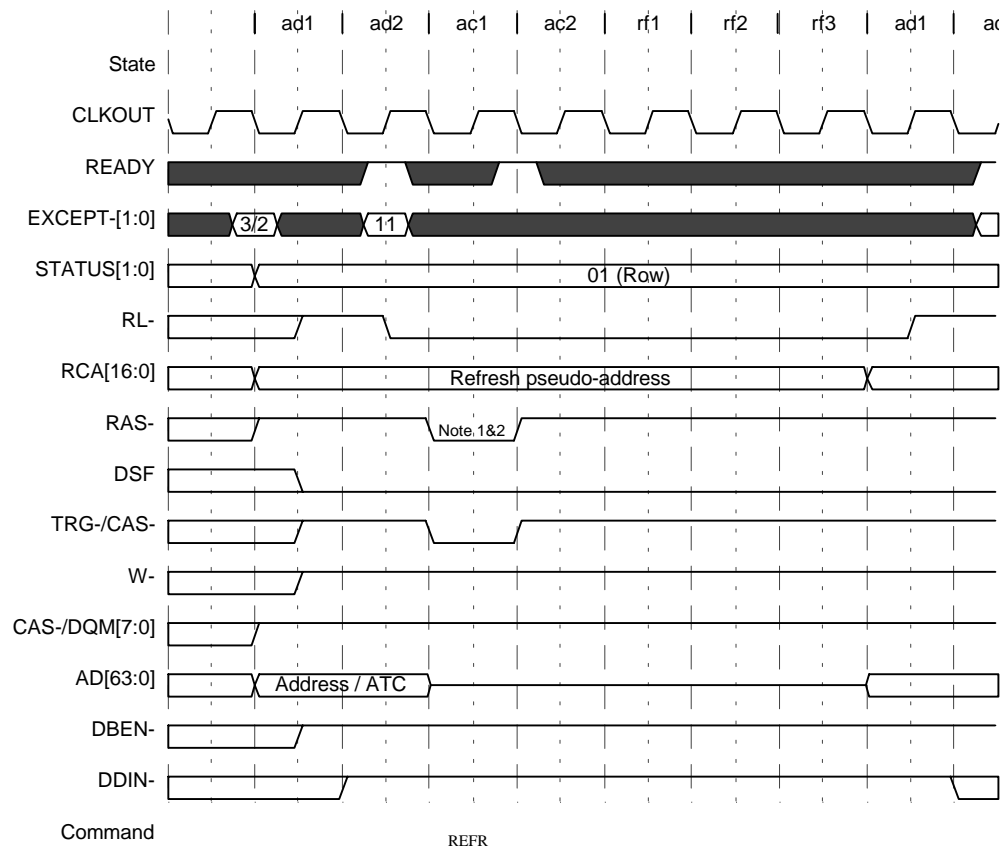 ad1 ad2 ac1 ac2 rf1 rf2 rf3 ad1 ad
State
CLKOUT
READY
EXCEPT-[1:0] 3/2 11
STATUS[1:0] 01 (Row)
RL-
RCA[16:0] Refresh pseudo-address
RAS- Note 1&2
DSF
TRG-/CAS-
W-
CAS-/DQM[7:0]
AD[63:0] Address / ATC
DBEN-
DDIN-
Command REFR